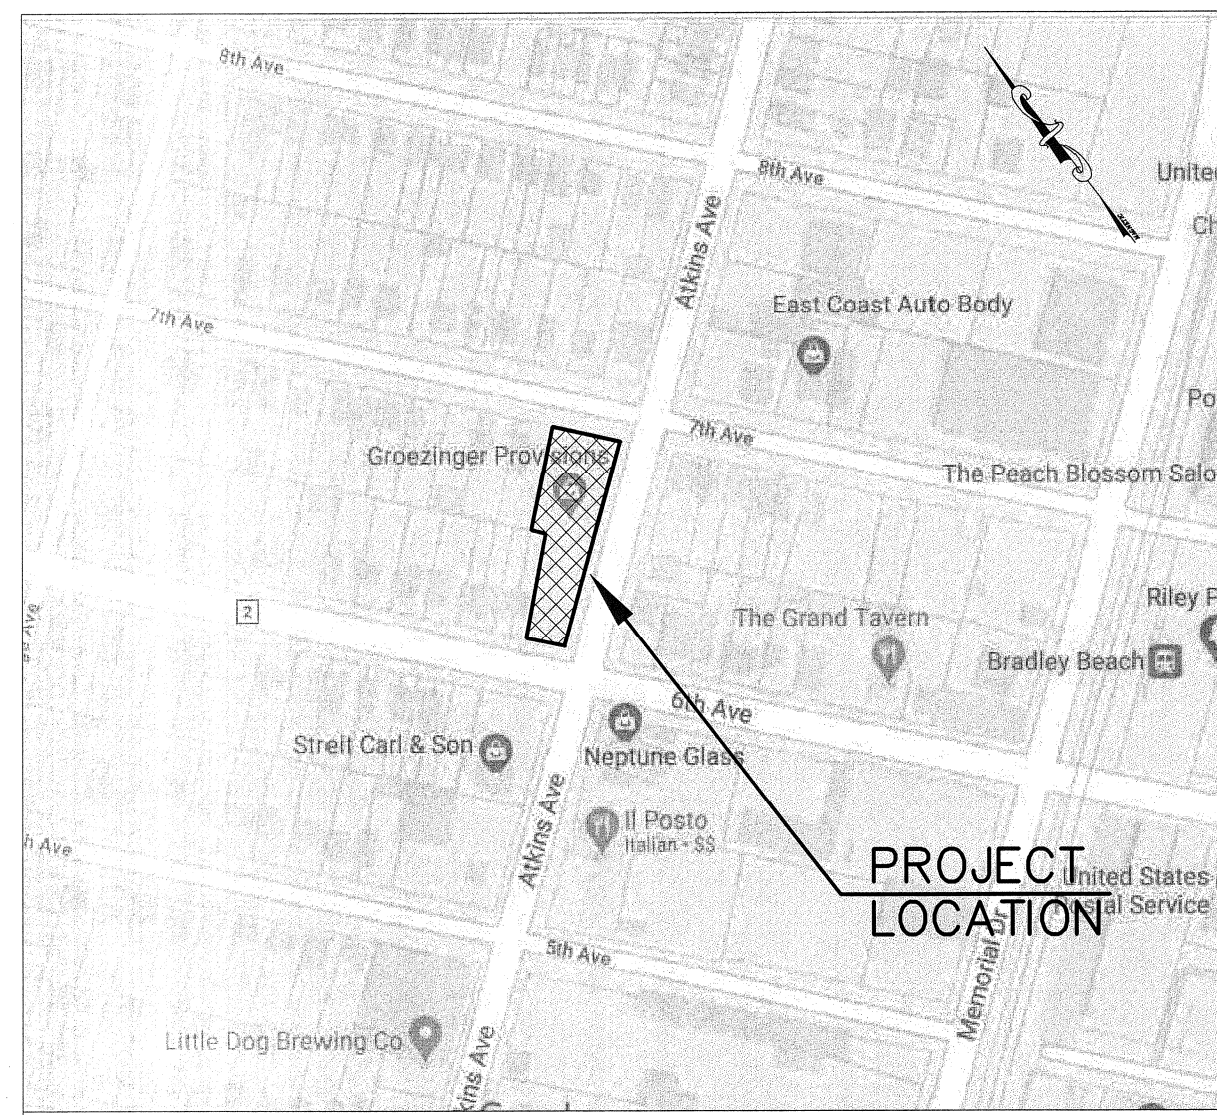 8th Ave
8th Ave
United
Ch
Atkins Ave
East Coast Auto Body
7th Ave
Po
7th Ave
Groezinger Provisions
The Peach Blossom Salo
Riley P
2
The Grand Tavern
Bradley Beach
6th Ave
Streit Carl & Son
Neptune Glass
Atkins Ave
Il Posto
Italian · $$
h Ave
PROJECT
LOCATION
United States
Postal Service
5th Ave
Memorial Dr
Little Dog Brewing Co
kins Ave